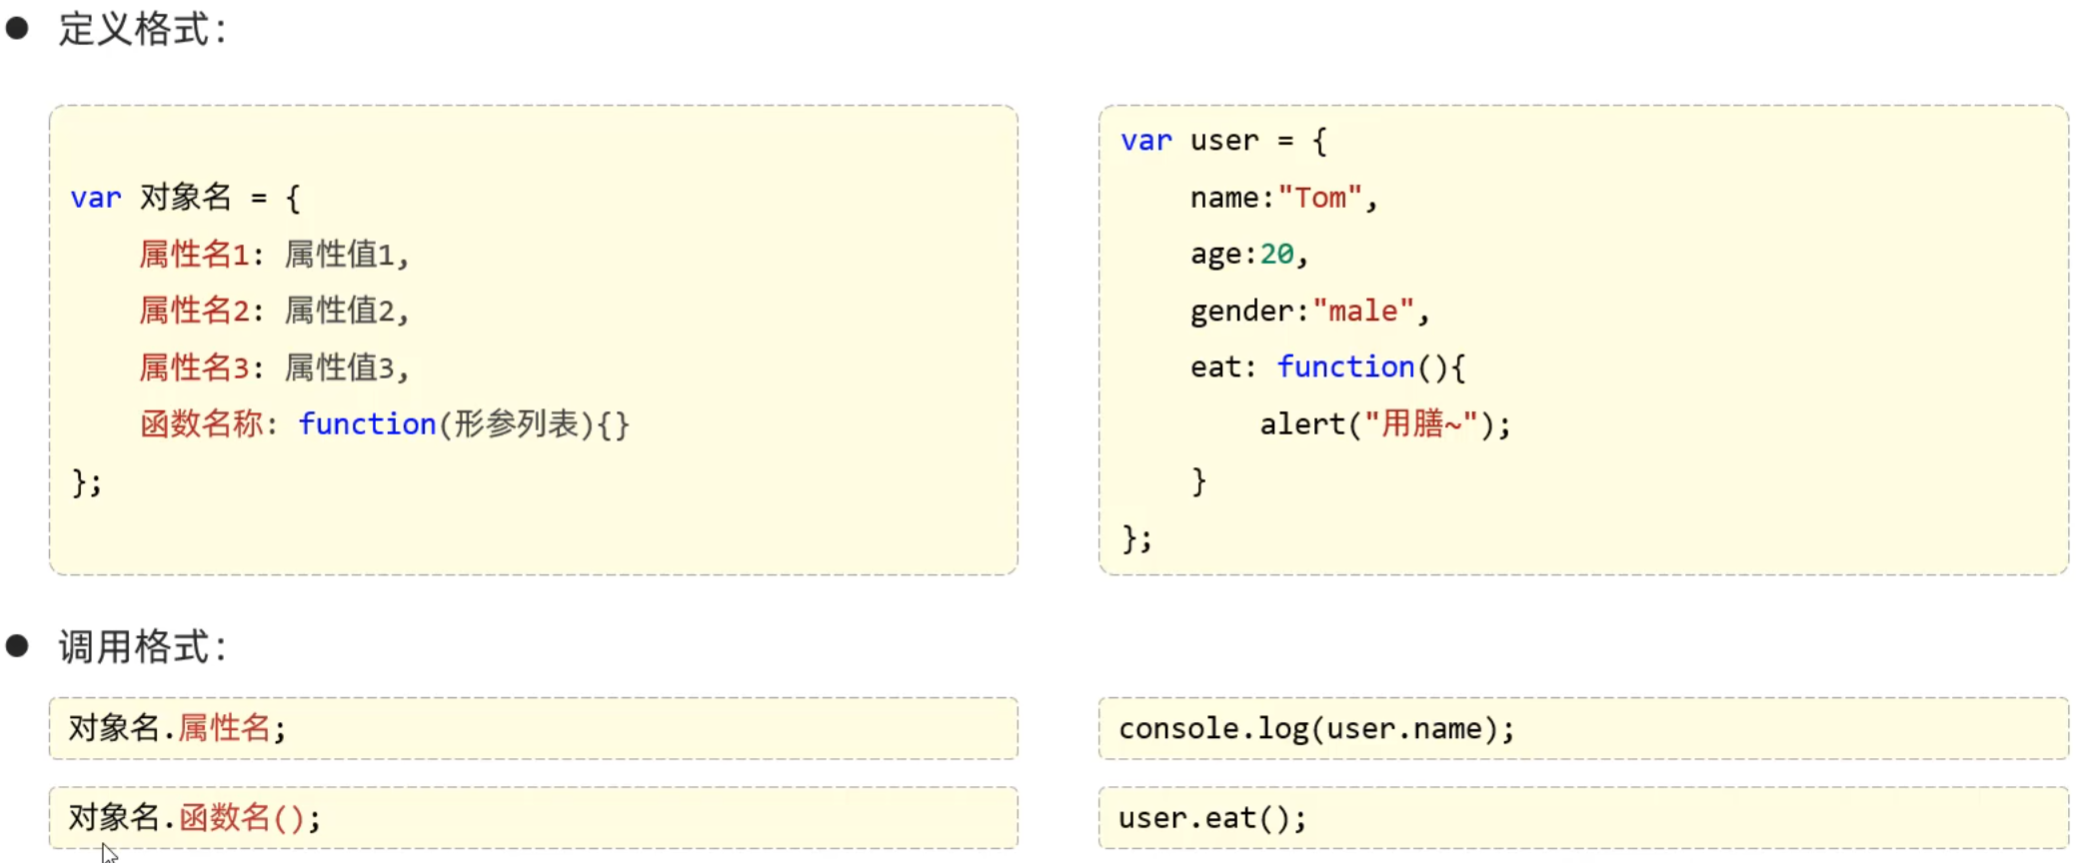 ● 定义格式：
var 对象名 = {
    属性名1: 属性值1,
    属性名2: 属性值2,
    属性名3: 属性值3,
    函数名称: function(形参列表){}
};
var user = {
    name:"Tom",
    age:20,
    gender:"male",
    eat: function(){
        alert("用膳~");
    }
};
● 调用格式：
对象名.属性名;
console.log(user.name);
对象名.函数名();
user.eat();